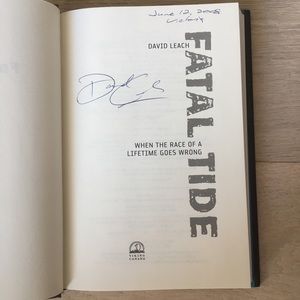 June 12, 2008
Victoria
DAVID LEACH
FATAL TIDE
WHEN THE RACE OF A
LIFETIME GOES WRONG
VIKING
CANADA